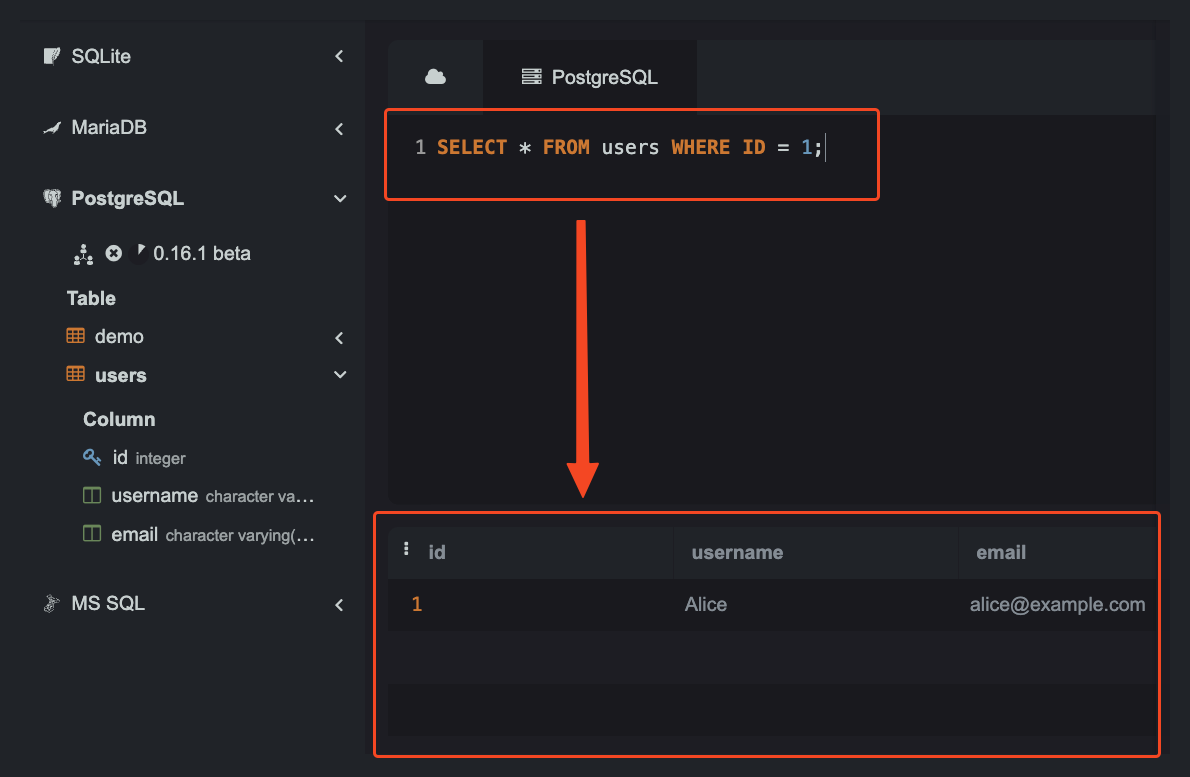 SQLite
MariaDB
PostgreSQL
0.16.1 beta
Table
demo
users
Column
id integer
username character va...
email character varying(...
MS SQL
PostgreSQL
1 SELECT * FROM users WHERE ID = 1;
id username email
1 Alice alice@example.com